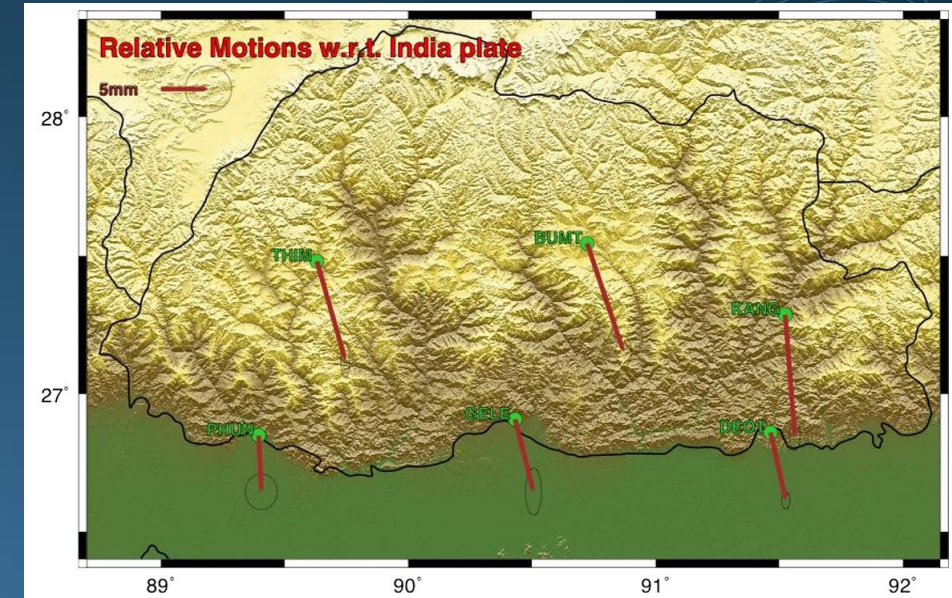 Relative Motions w.r.t. India plate
5mm
28°
BUMT
THIM
KANG
27°
GELE
PHUN
DEOT
89° 90° 91° 92°